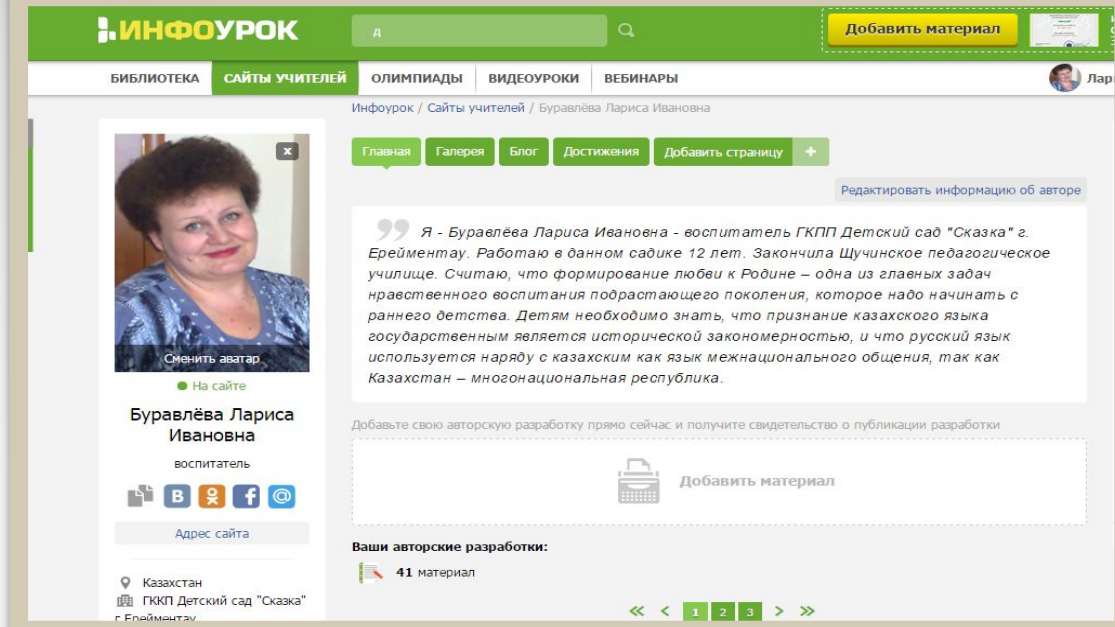 ИНФОУРОК
д
Добавить материал
БИБЛИОТЕКА САЙТЫ УЧИТЕЛЕЙ ОЛИМПИАДЫ ВИДЕОУРОКИ ВЕБИНАРЫ
Инфоурок / Сайты учителей / Буравлёва Лариса Ивановна
x
Главная Галерея Блог Достижения Добавить страницу +
Редактировать информацию об авторе
Я - Буравлёва Лариса Ивановна - воспитатель ГКПП Детский сад "Сказка" г.
Ерейментау. Работаю в данном садике 12 лет. Закончила Щучинское педагогическое
училище. Считаю, что формирование любви к Родине – одна из главных задач
нравственного воспитания подрастающего поколения, которое надо начинать с
раннего детства. Детям необходимо знать, что признание казахского языка
государственным является исторической закономерностью, и что русский язык
используется наряду с казахским как язык межнационального общения, так как
Казахстан – многонациональная республика.
Сменить аватар
На сайте
Буравлёва Лариса
Ивановна
воспитатель
Адрес сайта
Казахстан
ГККП Детский сад "Сказка"
г Ерейментау
Добавьте свою авторскую разработку прямо сейчас и получите свидетельство о публикации разработки
Добавить материал
Ваши авторские разработки:
41 материал
« < 1 2 3 > »